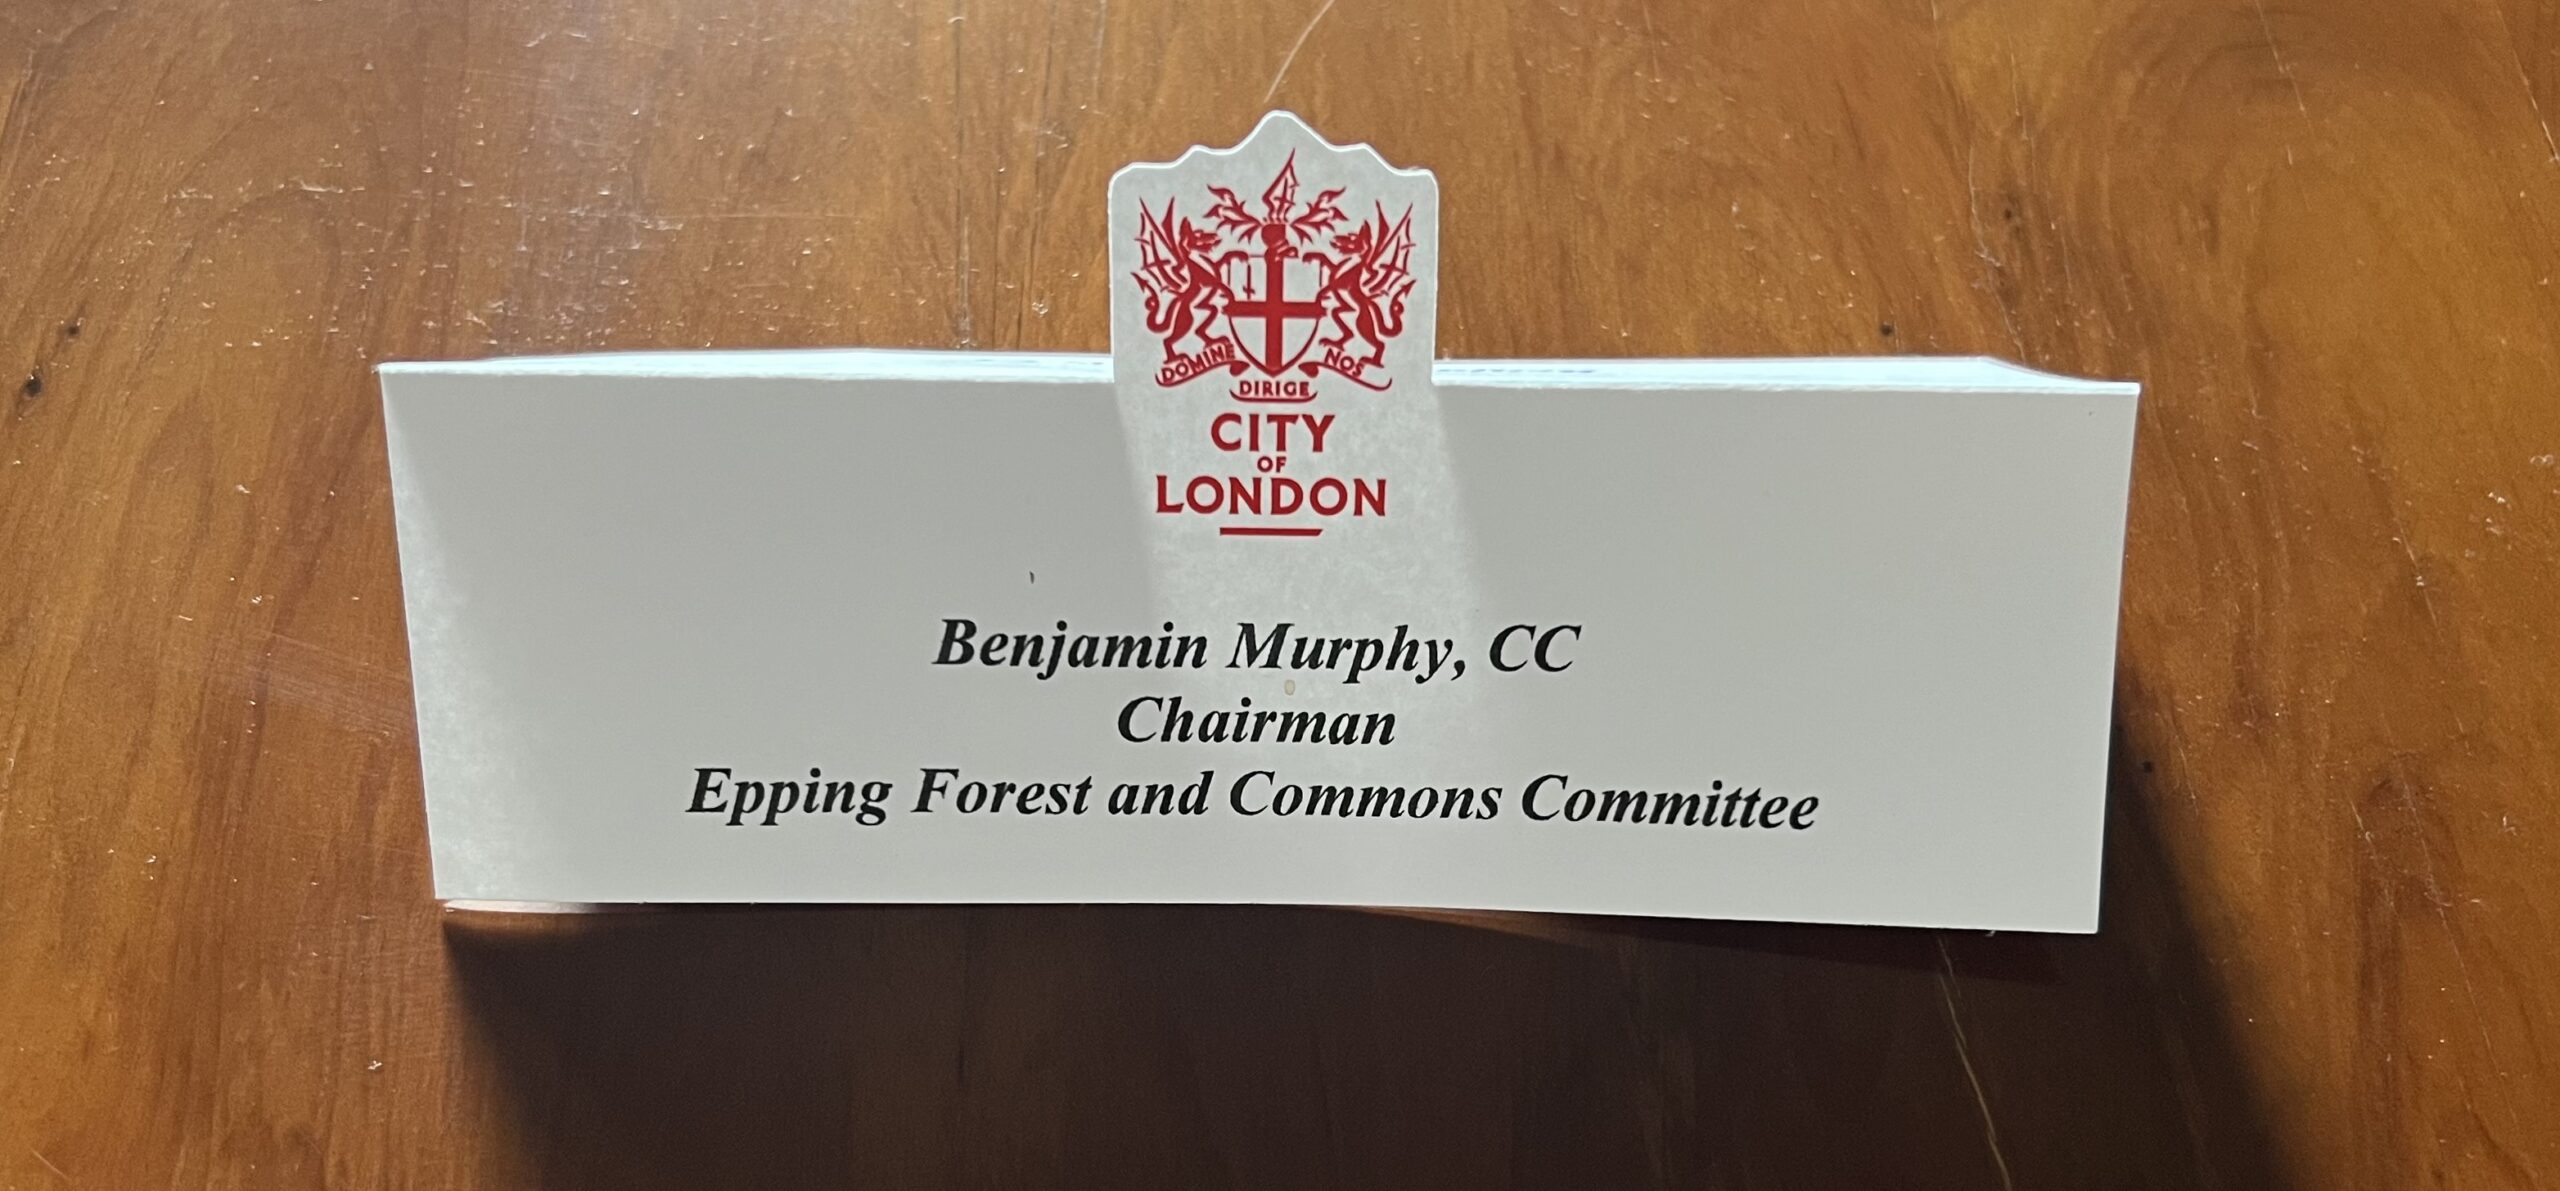 DOMINE DIRIGE NOS
CITY
OF
LONDON
Benjamin Murphy, CC
Chairman
Epping Forest and Commons Committee